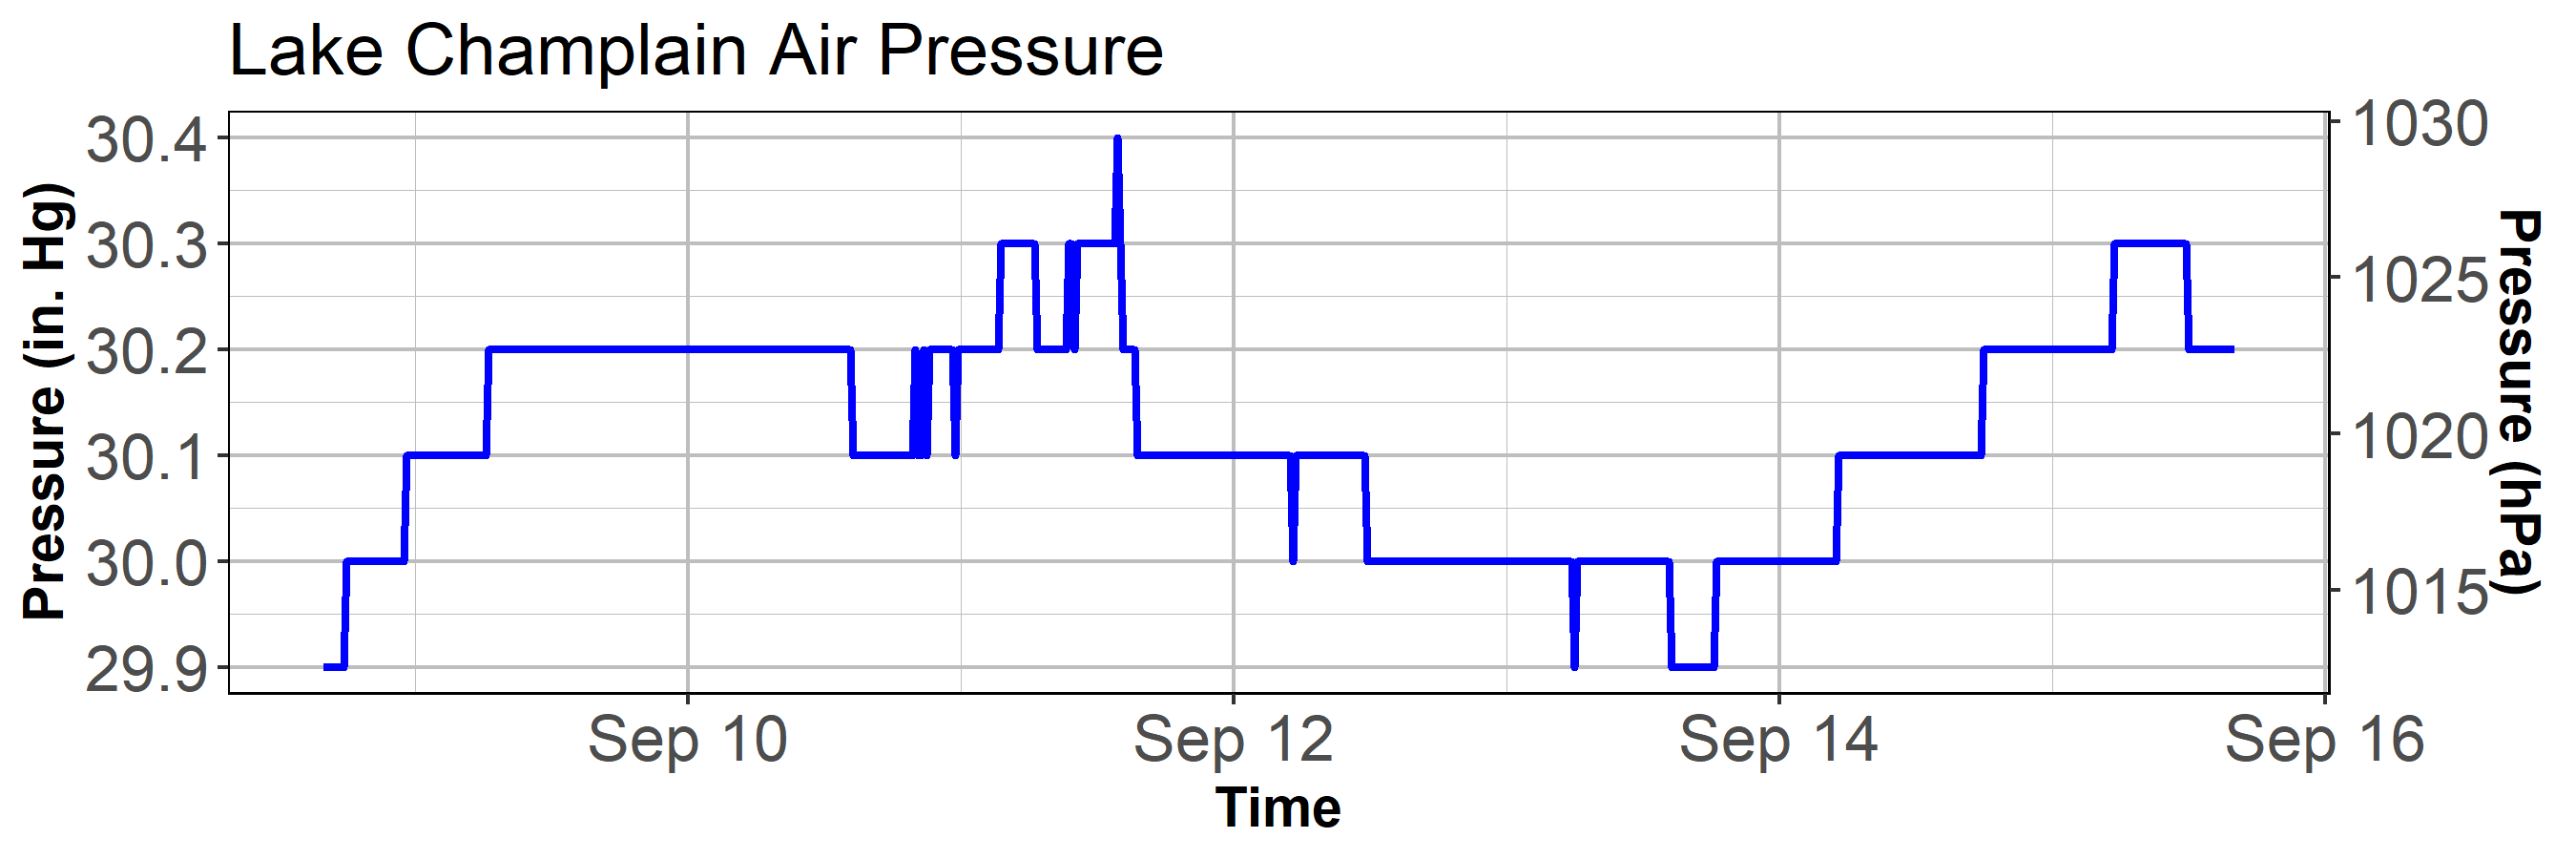 Lake Champlain Air Pressure
Pressure (in. Hg)
30.4
30.3
30.2
30.1
30.0
29.9
1030
1025
1020
1015
Pressure (hPa)
Sep 10 Sep 12 Sep 14 Sep 16
Time